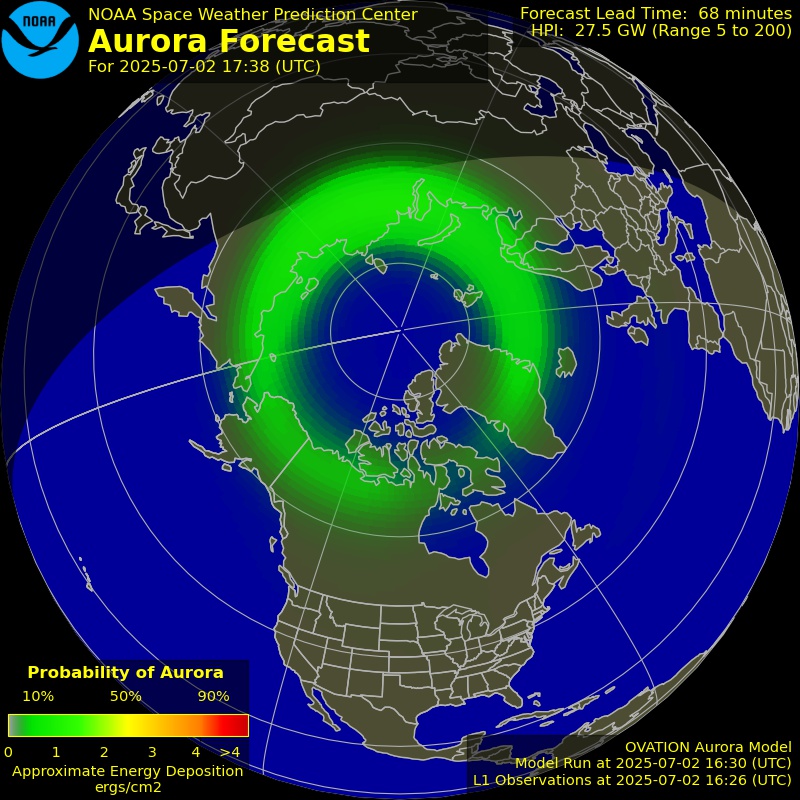 NOAA
NOAA Space Weather Prediction Center
Aurora Forecast
For 2025-07-02 17:38 (UTC)
Forecast Lead Time: 68 minutes
HPI: 27.5 GW (Range 5 to 200)
Probability of Aurora
10% 50% 90%
0 1 2 3 4 >4
Approximate Energy Deposition
ergs/cm2
OVATION Aurora Model
Model Run at 2025-07-02 16:30 (UTC)
L1 Observations at 2025-07-02 16:26 (UTC)